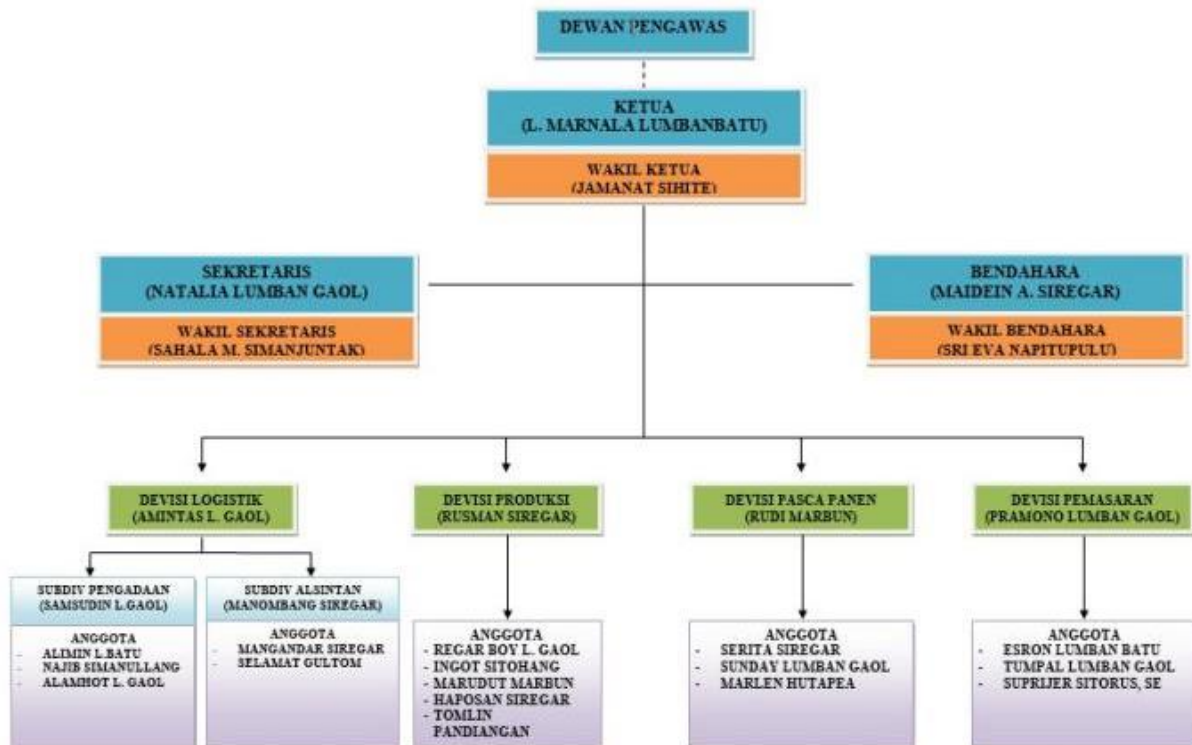 DEWAN PENGAWAS
KETUA
(L. MARNALA LUMBANBATU)
WAKIL KETUA
(JAMANAT SIHITE)
SEKRETARIS
(NATALIA LUMBAN GAOL)
WAKIL SEKRETARIS
(SAHALA M. SIMANJUNTAK)
BENDAHARA
(MAIDEIN A. SIREGAR)
WAKIL BENDAHARA
(SRI EVA NAPITUPULU)
DEVISI LOGISTIK
(AMINTAS L. GAOL)
DEVISI PRODUKSI
(RUSMAN SIREGAR)
DEVISI PASCA PANEN
(RUDI MARBUN)
DEVISI PEMASARAN
(PRAMONO LUMBAN GAOL)
SUBDIV PENGADAAN
(SAMSUDIN L.GAOL)
ANGGOTA
- ALIMIN L.BATU
- NAJIB SIMANULLANG
- ALAMHOT L. GAOL
SUBDIV ALSINTAN
(MANOMBANG SIREGAR)
ANGGOTA
- MANGANDAR SIREGAR
- SELAMAT GULTOM
ANGGOTA
- REGAR BOY L. GAOL
- INGOT SITOHANG
- MARUDUT MARBUN
- HAPOSAN SIREGAR
- TOMLIN
PANDIANGAN
ANGGOTA
- SERITA SIREGAR
- SUNDAY LUMBAN GAOL
- MARLEN HUTAPEA
ANGGOTA
- ESRON LUMBAN BATU
- TUMPAL LUMBAN GAOL
- SUPRIJER SITORUS, SE